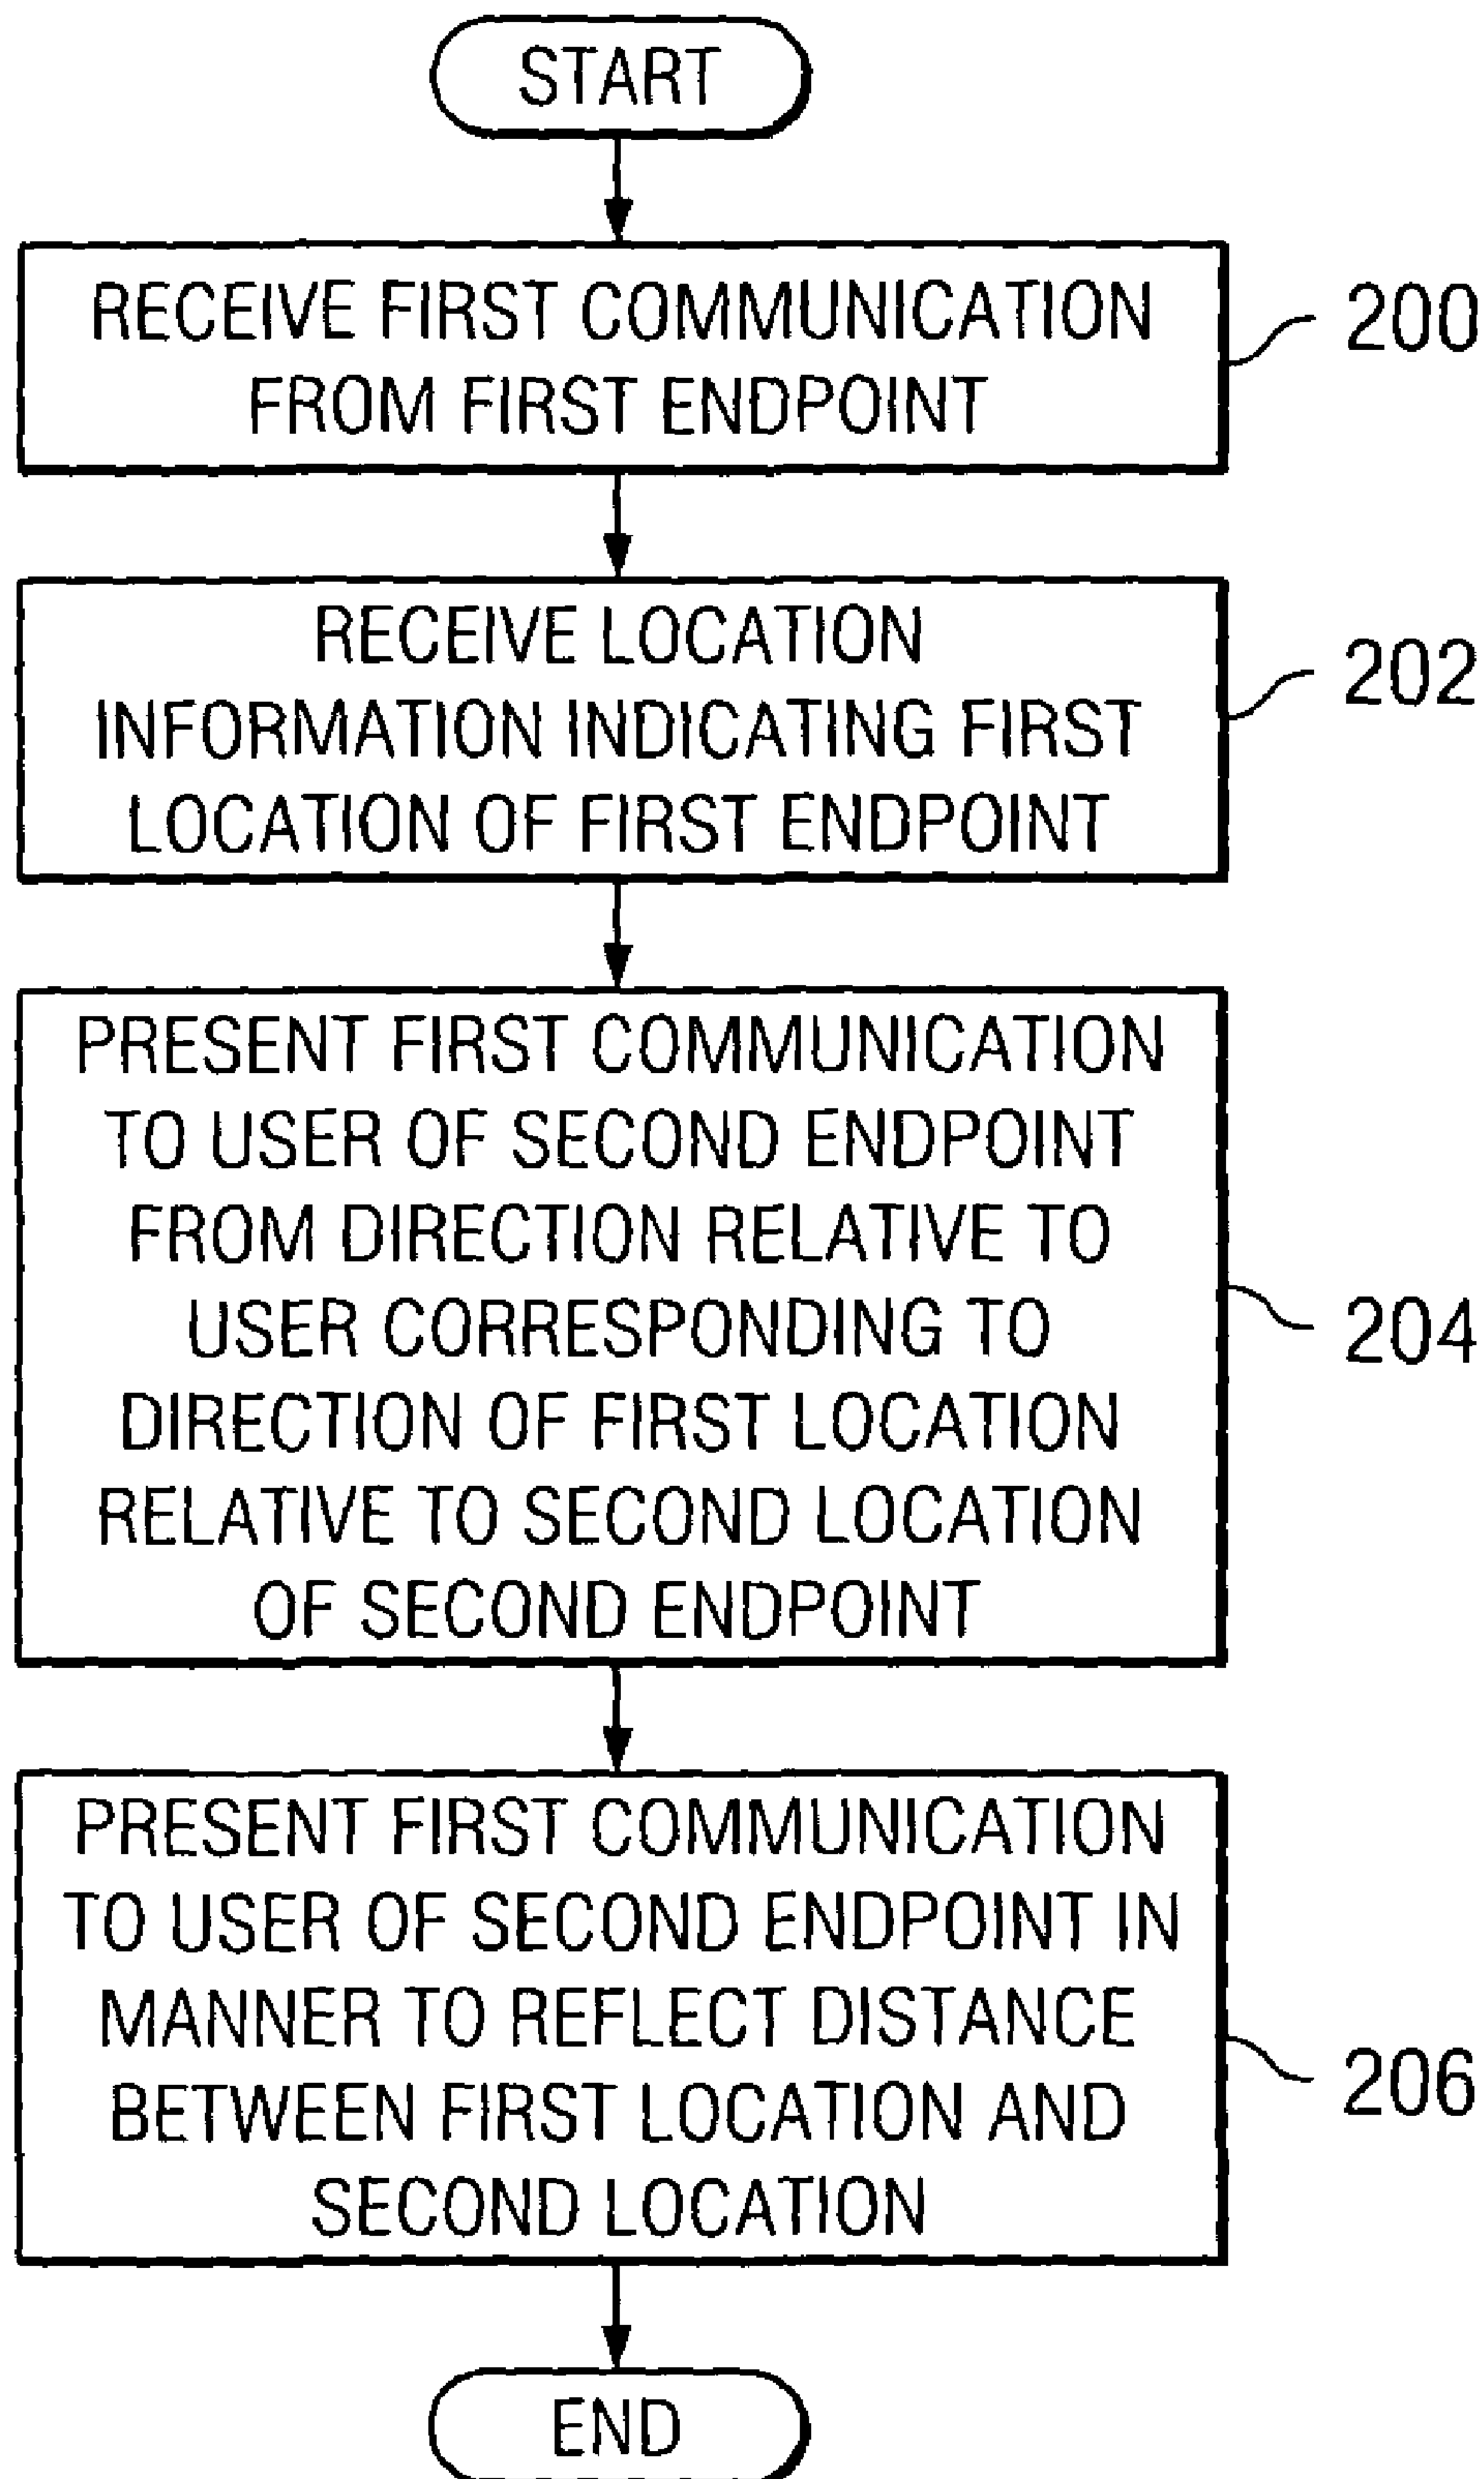 START
RECEIVE FIRST COMMUNICATION
FROM FIRST ENDPOINT
200
RECEIVE LOCATION
INFORMATION INDICATING FIRST
LOCATION OF FIRST ENDPOINT
202
PRESENT FIRST COMMUNICATION
TO USER OF SECOND ENDPOINT
FROM DIRECTION RELATIVE TO
USER CORRESPONDING TO
DIRECTION OF FIRST LOCATION
RELATIVE TO SECOND LOCATION
OF SECOND ENDPOINT
204
PRESENT FIRST COMMUNICATION
TO USER OF SECOND ENDPOINT IN
MANNER TO REFLECT DISTANCE
BETWEEN FIRST LOCATION AND
SECOND LOCATION
206
END